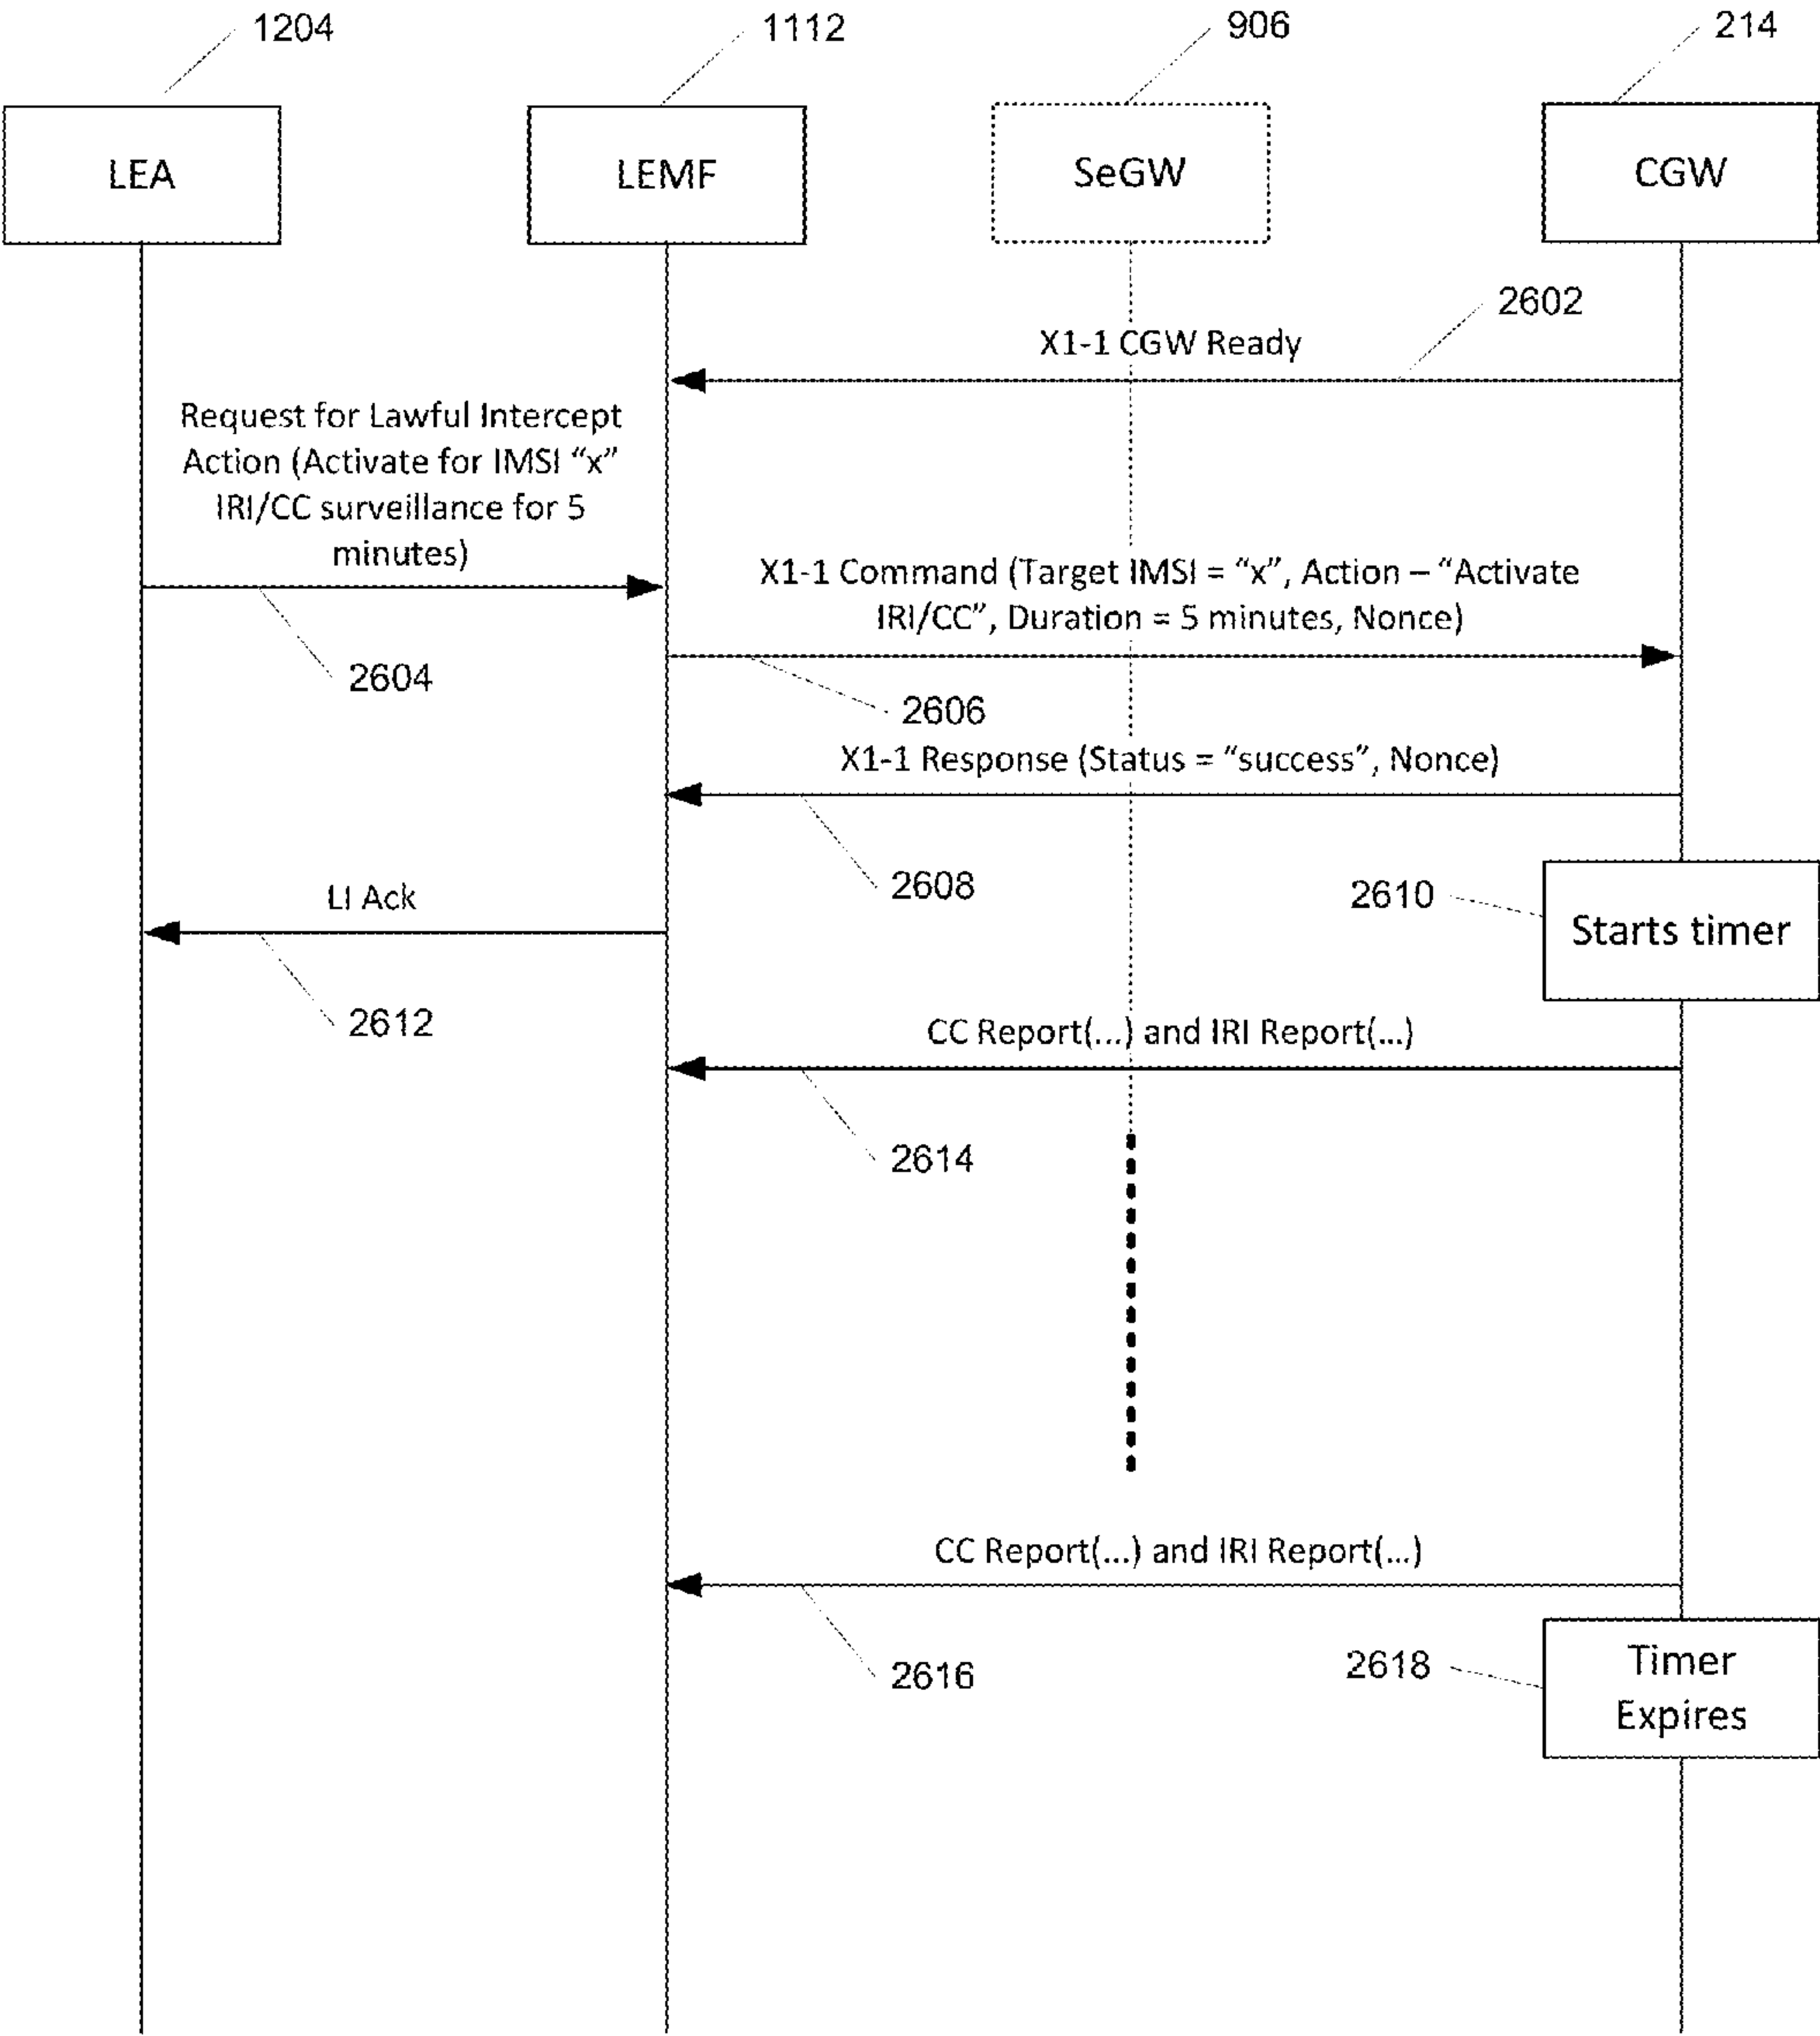 1204
1112
906
214
LEA
LEMF
SeGW
CGW
2602
X1-1 CGW Ready
Request for Lawful Intercept
Action (Activate for IMSI “x”
IRI/CC surveillance for 5
minutes)
X1-1 Command (Target IMSI = “x”, Action – “Activate
IRI/CC”, Duration = 5 minutes, Nonce)
2604
2606
X1-1 Response (Status = “success”, Nonce)
2608
2610
LI Ack
Starts timer
2612
CC Report(...) and IRI Report(...)
2614
CC Report(...) and IRI Report(...)
2616
2618
Timer
Expires